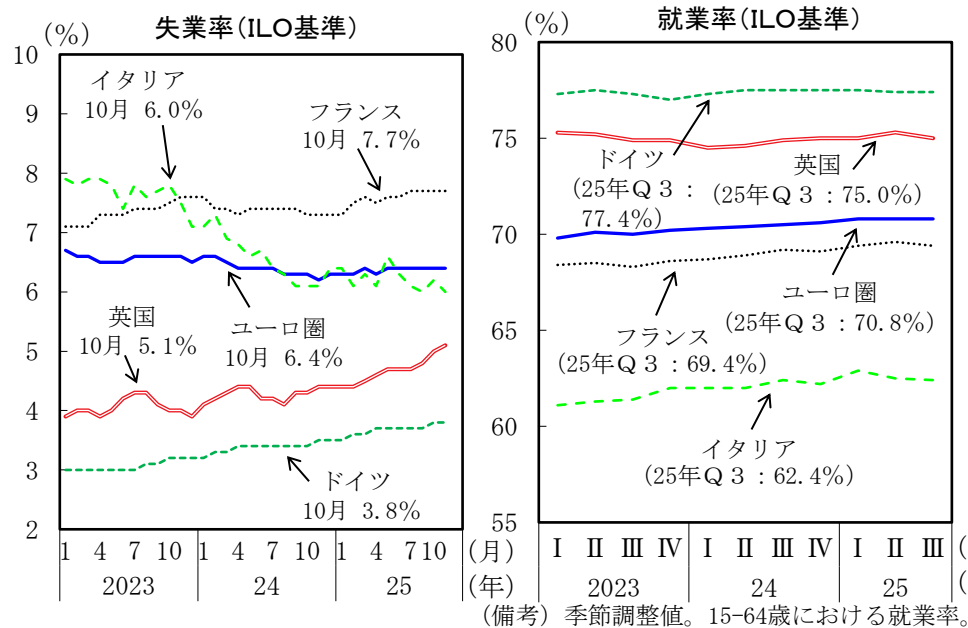 失業率(ILO基準)
(%)
10
9
8
7
6
5
4
3
2
イタリア
10月 6.0%
フランス
10月 7.7%
英国
10月 5.1%
ユーロ圏
10月 6.4%
ドイツ
10月 3.8%
1 4 7 10 1 4 7 10 1 4 7 10 (月)
2023 24 25 (年)
就業率(ILO基準)
(%)
80
75
70
65
60
55
ドイツ
(25年Q３：
77.4%)
英国
(25年Q３：75.0%)
ユーロ圏
(25年Q３：70.8%)
フランス
(25年Q３：69.4%)
イタリア
(25年Q３：62.4%)
Ⅰ Ⅱ Ⅲ Ⅳ Ⅰ Ⅱ Ⅲ Ⅳ Ⅰ Ⅱ Ⅲ (
2023 24 25 (
(備考) 季節調整値。15-64歳における就業率。